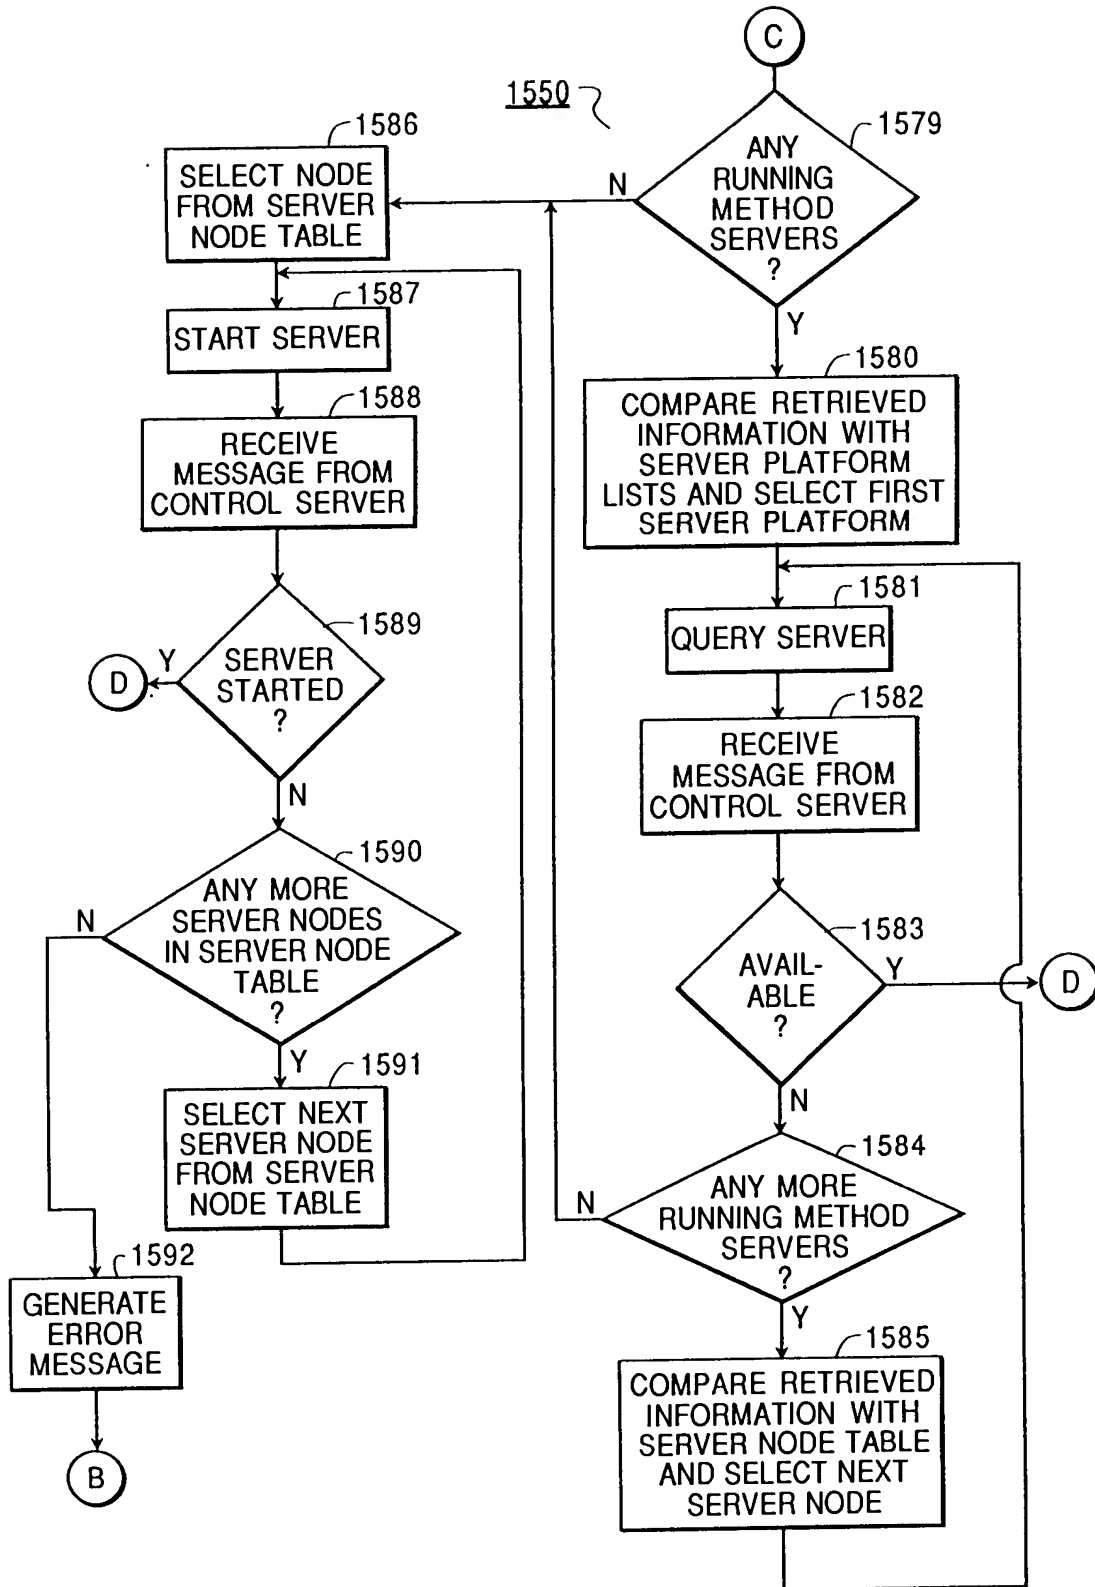 C
1550
1579
ANY
RUNNING
METHOD
SERVERS
?
N
Y
1586
SELECT NODE
FROM SERVER
NODE TABLE
1587
START SERVER
1588
RECEIVE
MESSAGE FROM
CONTROL SERVER
1589
SERVER
STARTED
?
Y
D
N
1590
ANY MORE
SERVER NODES
IN SERVER NODE
TABLE
?
N
Y
1591
SELECT NEXT
SERVER NODE
FROM SERVER
NODE TABLE
1592
GENERATE
ERROR
MESSAGE
B
1580
COMPARE RETRIEVED
INFORMATION WITH
SERVER PLATFORM
LISTS AND SELECT FIRST
SERVER PLATFORM
1581
QUERY SERVER
1582
RECEIVE
MESSAGE FROM
CONTROL SERVER
1583
AVAIL-
ABLE
?
Y
D
N
1584
ANY MORE
RUNNING METHOD
SERVERS
?
N
Y
1585
COMPARE RETRIEVED
INFORMATION WITH
SERVER NODE TABLE
AND SELECT NEXT
SERVER NODE